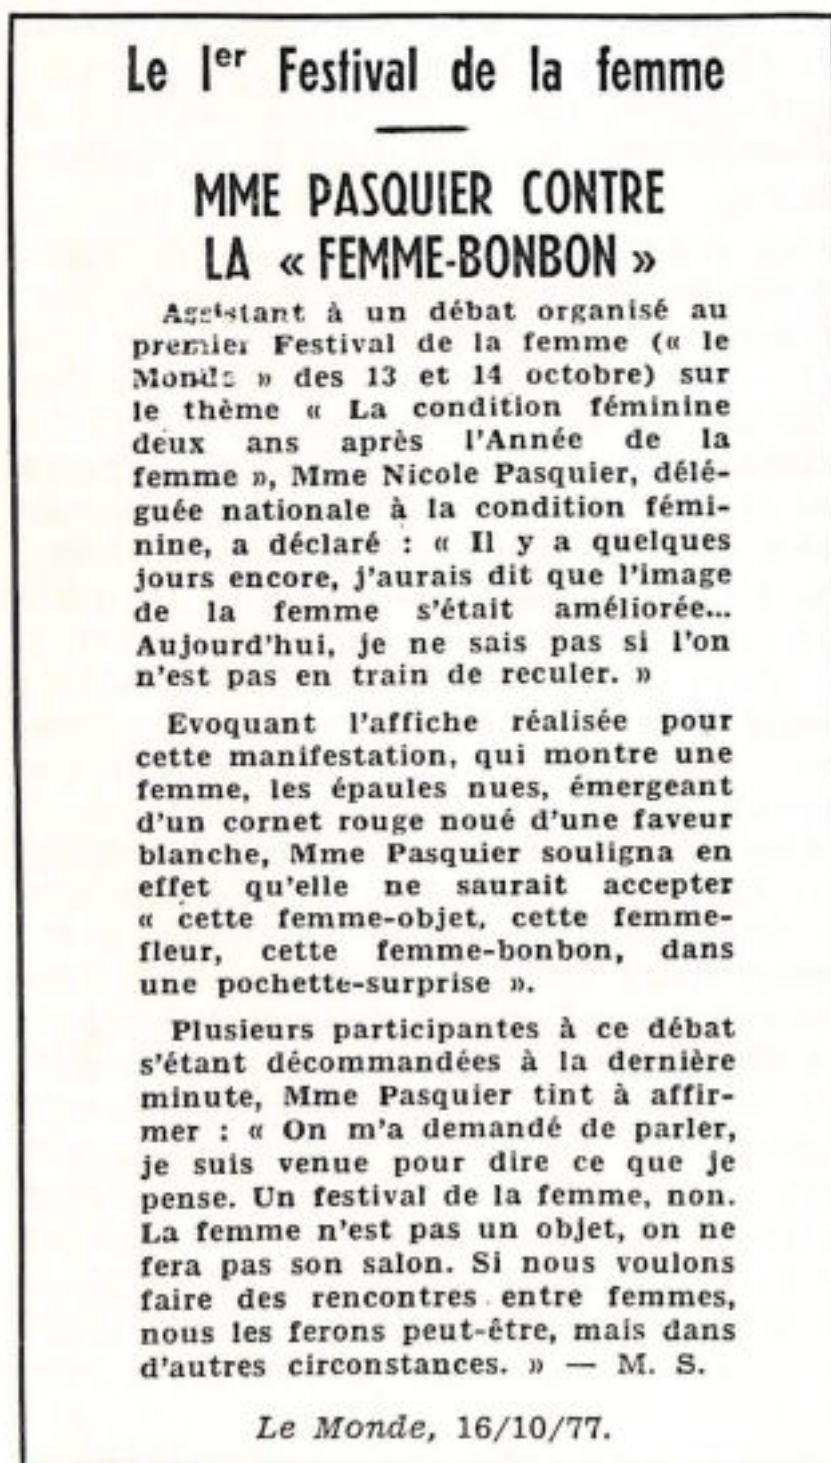 Le 1er Festival de la femme
MME PASQUIER CONTRE
LA « FEMME-BONBON »
Assistant à un débat organisé au
premier Festival de la femme (« le
Monde » des 13 et 14 octobre) sur
le thème « La condition féminine
deux ans après l'Année de la
femme », Mme Nicole Pasquier, délé-
guée nationale à la condition fémi-
nine, a déclaré : « Il y a quelques
jours encore, j'aurais dit que l'image
de la femme s'était améliorée...
Aujourd'hui, je ne sais pas si l'on
n'est pas en train de reculer. »
Evoquant l'affiche réalisée pour
cette manifestation, qui montre une
femme, les épaules nues, émergeant
d'un cornet rouge noué d'une faveur
blanche, Mme Pasquier souligna en
effet qu'elle ne saurait accepter
« cette femme-objet, cette femme-
fleur, cette femme-bonbon, dans
une pochette-surprise ».
Plusieurs participantes à ce débat
s'étant décommandées à la dernière
minute, Mme Pasquier tint à affir-
mer : « On m'a demandé de parler,
je suis venue pour dire ce que je
pense. Un festival de la femme, non.
La femme n'est pas un objet, on ne
fera pas son salon. Si nous voulons
faire des rencontres entre femmes,
nous les ferons peut-être, mais dans
d'autres circonstances. » — M. S.
Le Monde, 16/10/77.